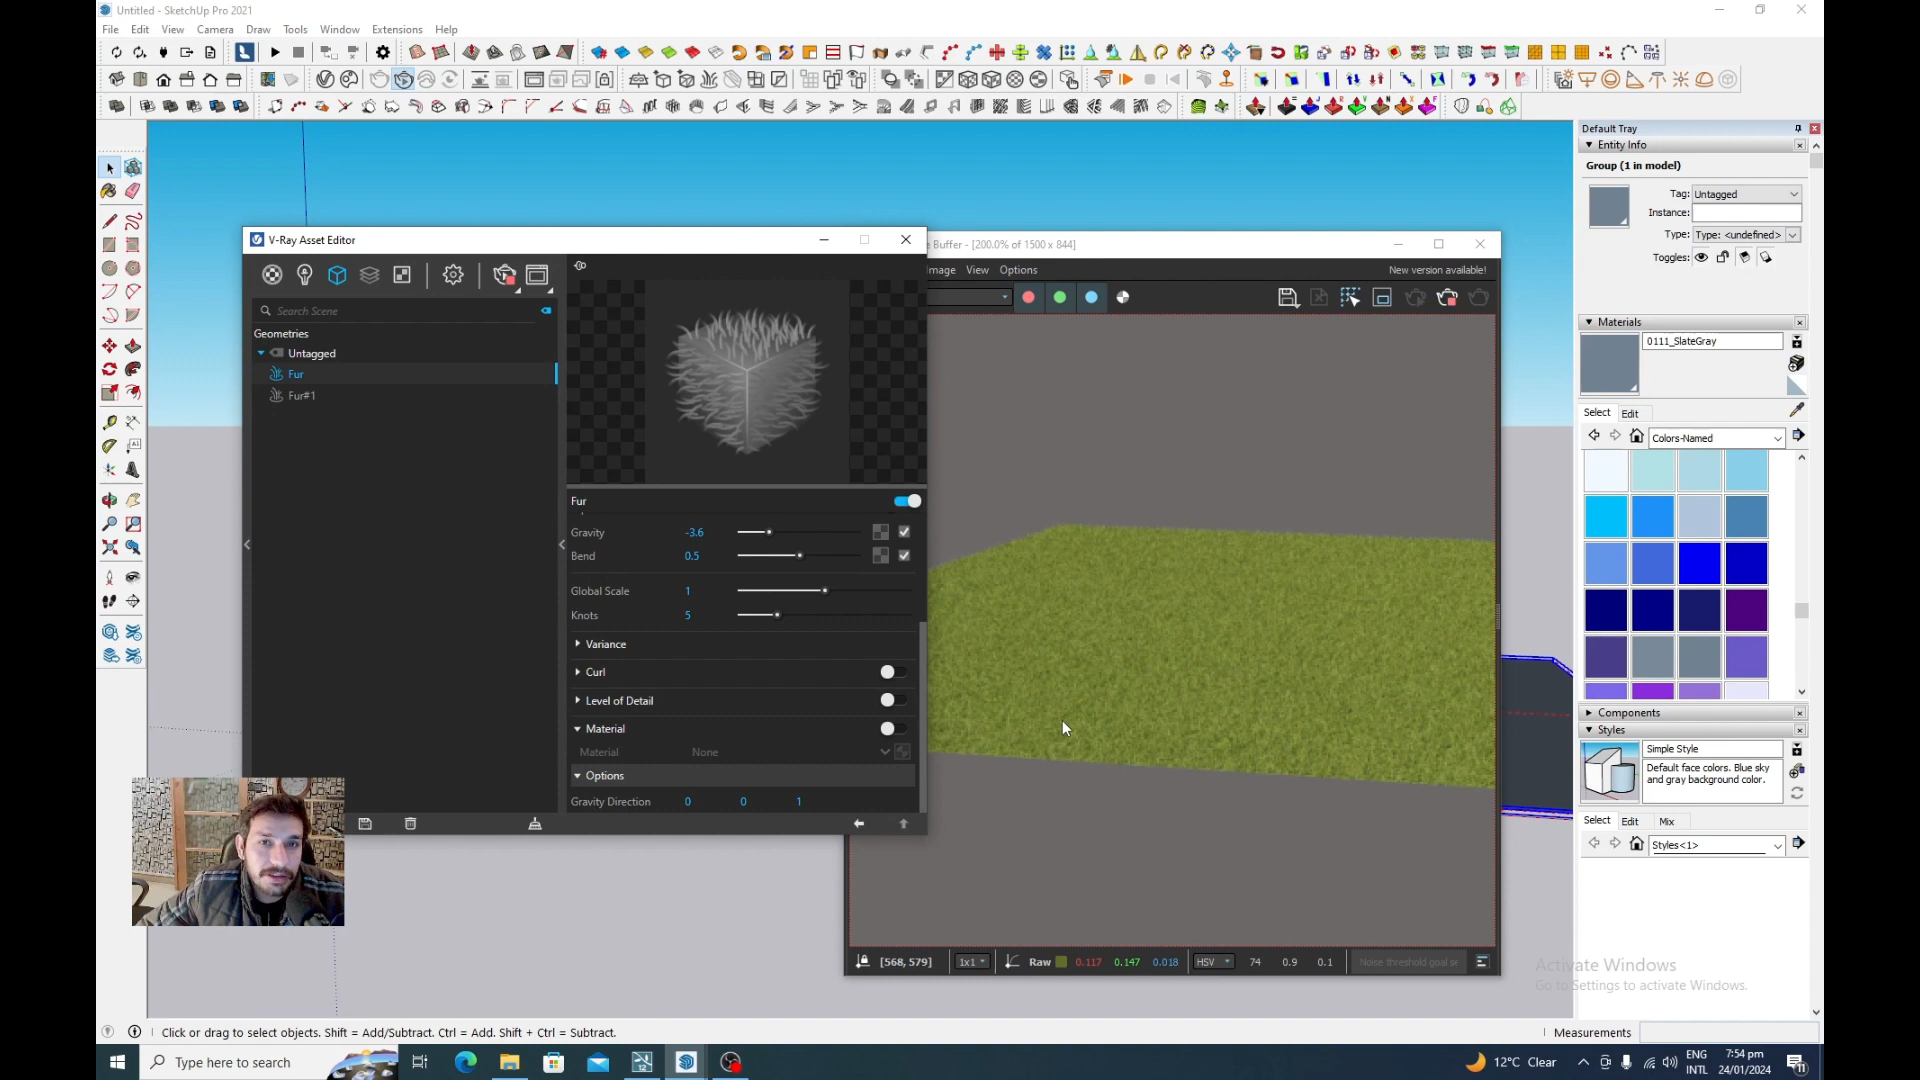 Untitled - SketchUp Pro 2021
File Edit View Camera Draw Tools Window Extensions Help
Default Tray
Entity Info
Group (1 in model)
Tag: Untagged
Instance:
Type: Type: <undefined>
Toggles:
Materials
0111_SlateGray
Select Edit
Colors-Named
Components
Styles
Simple Style
Default face colors. Blue sky and gray background color.
Select Edit Mix
Styles<1>
V-Ray Asset Editor
Search Scene
Geometries
Untagged
Fur
Fur#1
Fur
Gravity -3.6
Bend 0.5
Global Scale 1
Knots 5
Variance
Curl
Level of Detail
Material
Material None
Options
Gravity Direction 0 0 1
Buffer - [200.0% of 1500 x 844]
mage View Options New version available!
[568, 579] 1x1 Raw 0.117 0.147 0.018 HSV 74 0.9 0.1 Noise threshold goal se
Activate Windows
Go to Settings to activate Windows.
Click or drag to select objects. Shift = Add/Subtract. Ctrl = Add. Shift + Ctrl = Subtract.
Measurements
Type here to search
12°C Clear
ENG
INTL
7:54 pm
24/01/2024